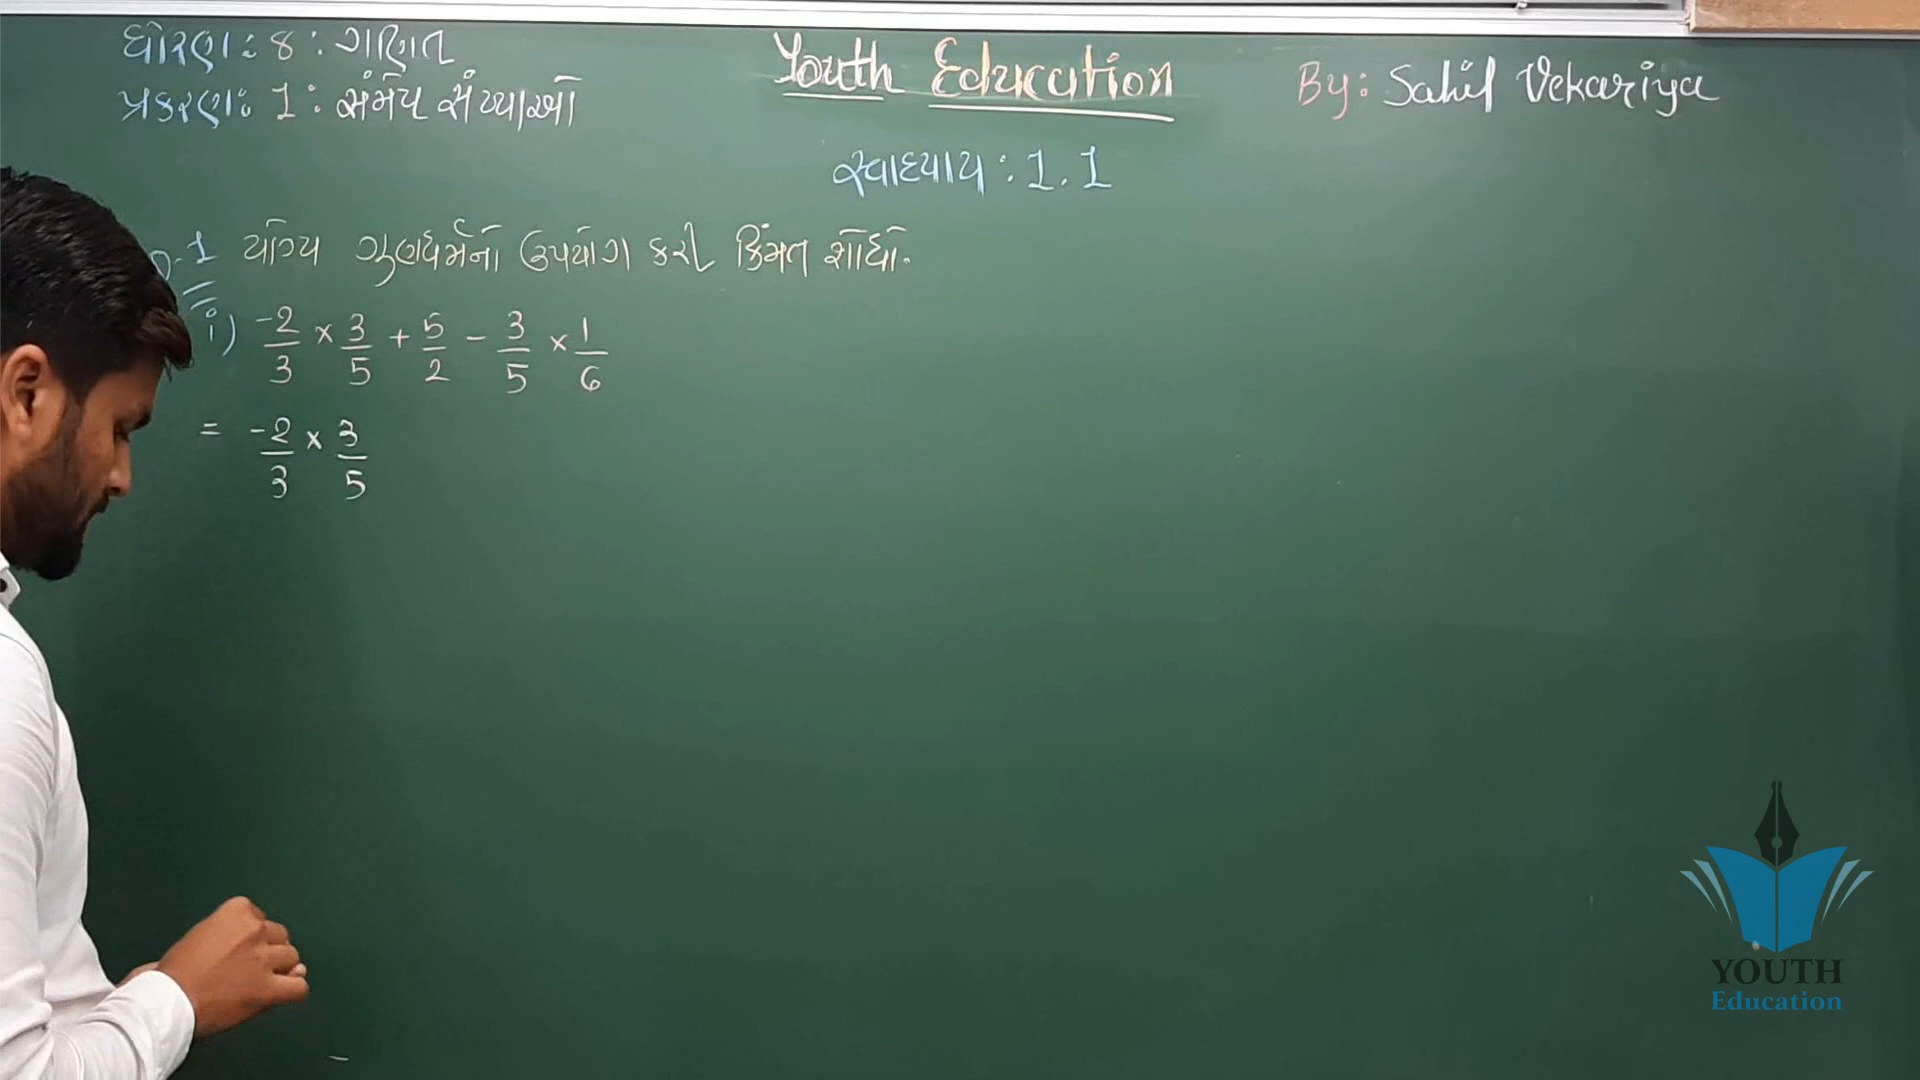 ધોરણ: ૪ : ગણિત
પ્રકરણ: 1 : સંમેય સંખ્યાઓ
Youth Education
By: Sahil Vekariya
સ્વાધ્યાય : 1.1
Q.1 યોગ્ય ગુણધર્મનો ઉપયોગ કરી કિંમત શોધો.
i) -2/3 × 3/5 + 5/2 - 3/5 × 1/6
= -2/3 × 3/5
YOUTH
Education